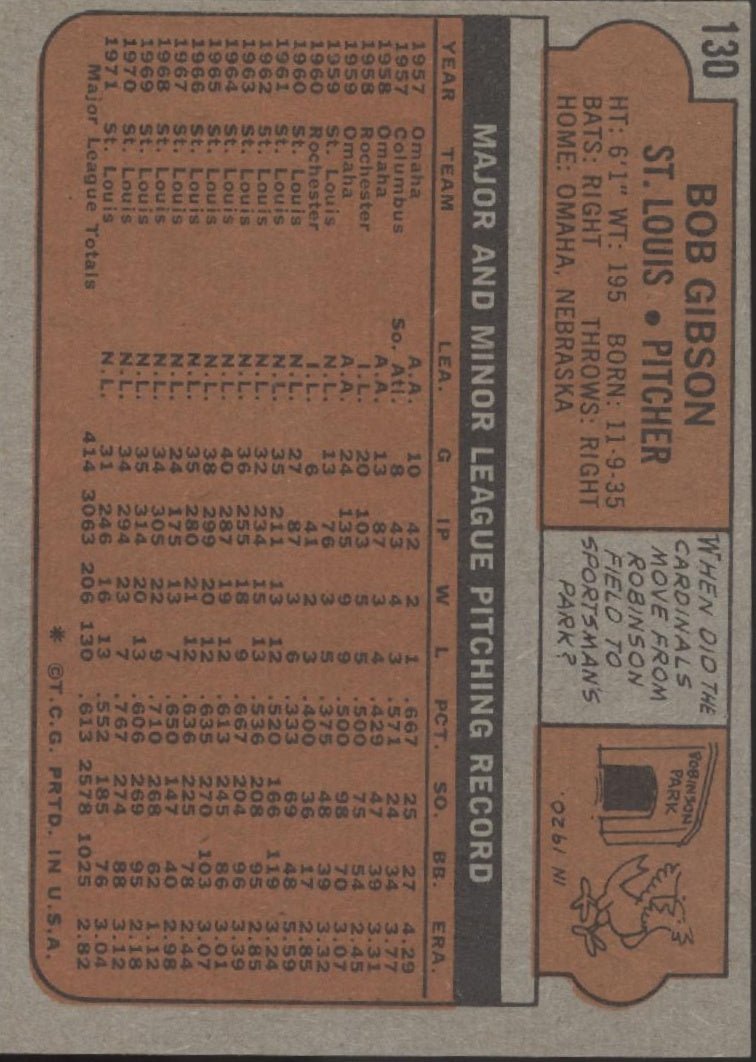 130
BOB GIBSON
ST. LOUIS • PITCHER
HT: 6'1" WT: 195 BORN: 11-9-35
BATS: RIGHT THROWS: RIGHT
HOME: OMAHA, NEBRASKA
WHEN DID THE
CARDINALS
MOVE FROM
ROBINSON
FIELD TO
SPORTSMAN'S
PARK?
ROBINSON
PARK
IN 1920.
MAJOR AND MINOR LEAGUE PITCHING RECORD
YEAR TEAM LEA. G IP W L PCT. SO. BB. ERA.
1957 Omaha A.A. 10 42 2 1 .667 25 27 4.29
1957 Columbus So. Atl. 8 43 4 3 .571 24 34 3.77
1958 Omaha A.A. 13 87 3 4 .429 47 39 3.31
1958 Rochester I.L. 20 103 5 5 .500 75 54 2.45
1959 Omaha A.A. 24 135 9 9 .500 98 70 3.07
1959 St. Louis N.L. 13 76 3 5 .375 48 39 3.32
1960 Rochester I.L. 6 41 2 3 .400 36 17 2.85
1960 St. Louis N.L. 27 87 3 6 .333 69 48 5.59
1961 St. Louis N.L. 35 211 13 12 .520 166 119 3.24
1962 St. Louis N.L. 32 234 15 13 .536 208 95 2.85
1963 St. Louis N.L. 36 255 18 9 .667 204 96 3.39
1964 St. Louis N.L. 40 287 19 12 .613 245 86 3.01
1965 St. Louis N.L. 38 299 20 12 .635 270 103 3.07
1966 St. Louis N.L. 35 280 21 12 .636 225 78 2.44
1967 St. Louis N.L. 24 175 13 7 .650 147 40 2.98
1968 St. Louis N.L. 34 305 22 9 .710 268 62 1.12
1969 St. Louis N.L. 35 314 20 13 .606 269 95 2.18
1970 St. Louis N.L. 34 294 23 7 .767 274 88 3.12
1971 St. Louis N.L. 31 246 16 13 .552 185 76 3.04
Major League Totals 414 3063 206 130 .613 2578 1025 2.82
* ©T.C.G. PRTD. IN U.S.A.